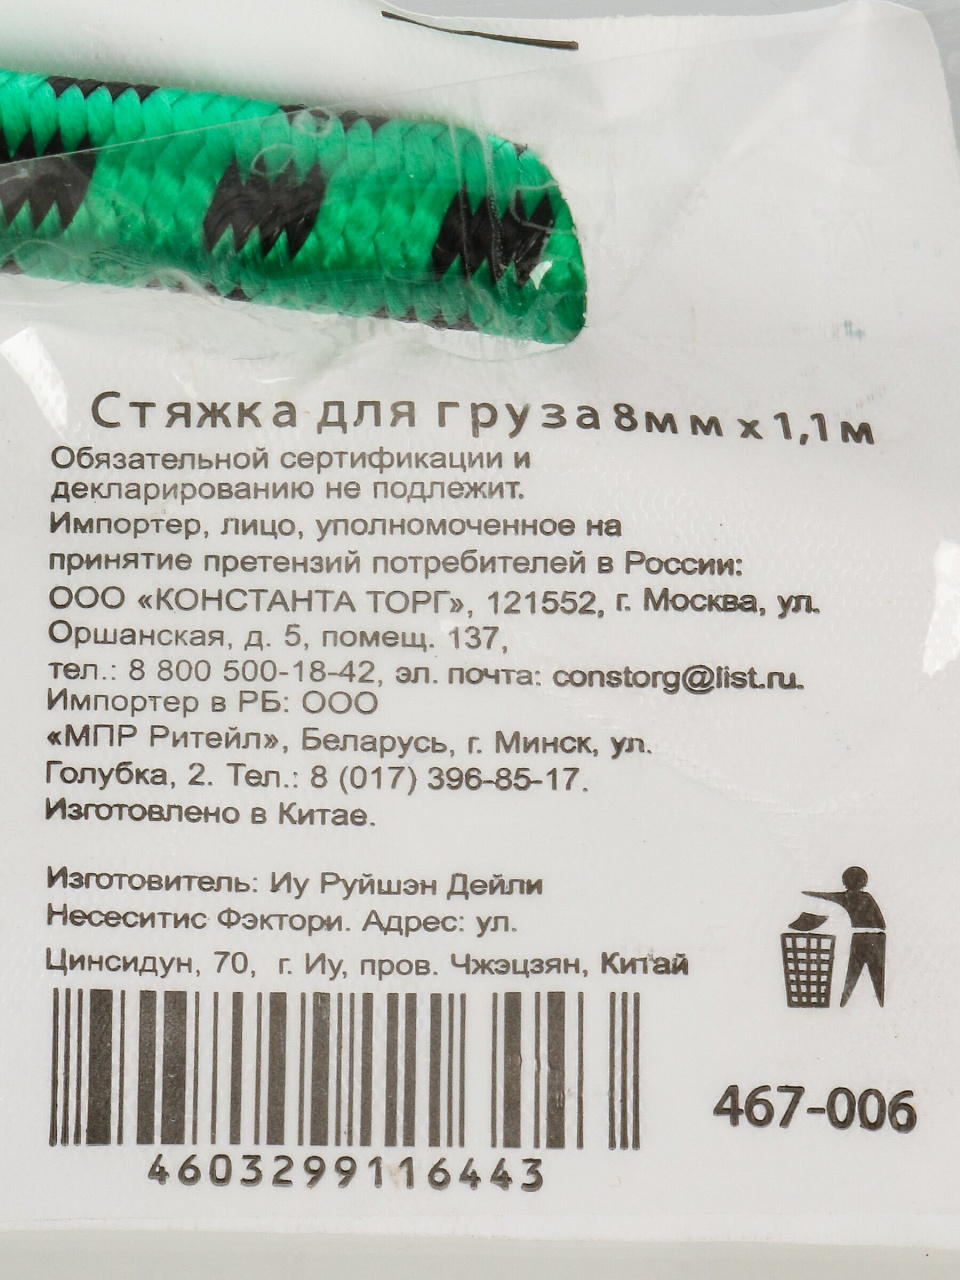 Стяжка для груза 8мм х 1,1м
Обязательной сертификации и
декларированию не подлежит.
Импортер, лицо, уполномоченное на
принятие претензий потребителей в России:
ООО «КОНСТАНТА ТОРГ», 121552, г. Москва, ул.
Оршанская, д. 5, помещ. 137,
тел.: 8 800 500-18-42, эл. почта: constorg@list.ru.
Импортер в РБ: ООО
«МПР Ритейл», Беларусь, г. Минск, ул.
Голубка, 2. Тел.: 8 (017) 396-85-17.
Изготовлено в Китае.
Изготовитель: Иу Руйшэн Дейли
Несеситис Фэктори. Адрес: ул.
Цинсидун, 70, г. Иу, пров. Чжэцзян, Китай
467-006
4603299116443